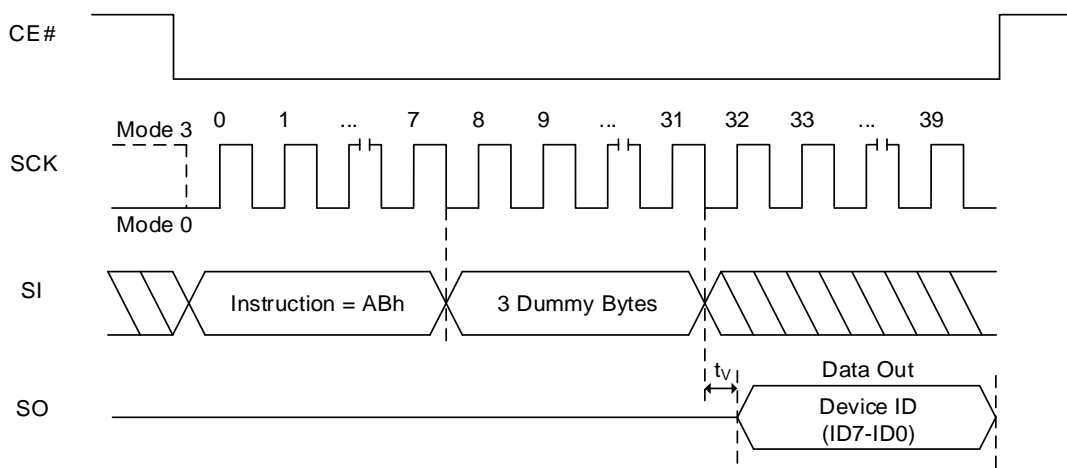 CE#
0 1 ... 7 8 9 ... 31 32 33 ... 39
Mode 3
SCK
Mode 0
SI
Instruction = ABh
3 Dummy Bytes
tV
Data Out
SO
Device ID
(ID7-ID0)